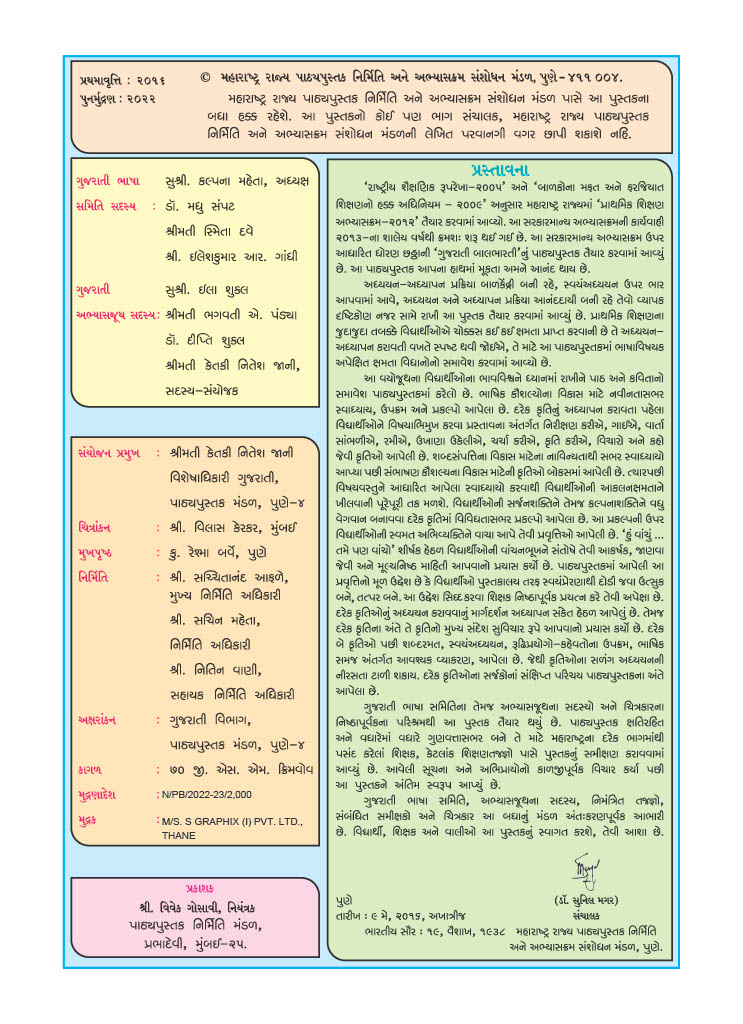 પ્રથમાવૃત્તિ : ૨૦૧૬
પુનર્મુદ્રણ : ૨૦૨૨
© મહારાષ્ટ્ર રાજ્ય પાઠ્યપુસ્તક નિર્મિતિ અને અભ્યાસક્રમ સંશોધન મંડળ, પુણે – ૪૧૧ ૦૦૪.
મહારાષ્ટ્ર રાજ્ય પાઠ્યપુસ્તક નિર્મિતિ અને અભ્યાસક્રમ સંશોધન મંડળ પાસે આ પુસ્તકના
બધા હક્ક રહેશે. આ પુસ્તકનો કોઈ પણ ભાગ સંચાલક, મહારાષ્ટ્ર રાજ્ય પાઠ્યપુસ્તક
નિર્મિતિ અને અભ્યાસક્રમ સંશોધન મંડળની લેખિત પરવાનગી વગર છાપી શકાશે નહિ.
ગુજરાતી ભાષા સુશ્રી. કલ્પના મહેતા, અધ્યક્ષ
સમિતિ સદસ્ય : ડૉ. મધુ સંપટ
શ્રીમતી સ્મિતા દવે
શ્રી. ઈલેશકુમાર આર. ગાંધી
ગુજરાતી સુશ્રી. ઈલા શુક્લ
અભ્યાસજૂથ સદસ્ય: શ્રીમતી ભગવતી એ. પંડ્યા
ડૉ. દીપ્તિ શુક્લ
શ્રીમતી કેતકી નિતેશ જાની,
સદસ્ય–સંયોજક
સંયોજન પ્રમુખ : શ્રીમતી કેતકી નિતેશ જાની
વિશેષાધિકારી ગુજરાતી,
પાઠ્યપુસ્તક મંડળ, પુણે–૪
ચિત્રાંકન : શ્રી. વિલાસ કેરકર, મુંબઈ
મુખપૃષ્ઠ : કુ. રેશ્મા બર્વે, પુણે
નિર્મિતિ : શ્રી. સચ્ચિતાનંદ આફળે,
મુખ્ય નિર્મિતિ અધિકારી
શ્રી. સચિન મહેતા,
નિર્મિતિ અધિકારી
શ્રી. નિતિન વાણી,
સહાયક નિર્મિતિ અધિકારી
અક્ષરાંકન : ગુજરાતી વિભાગ,
પાઠ્યપુસ્તક મંડળ, પુણે–૪
કાગળ : ૭૦ જી. એસ. એમ. ક્રિમવોવ
મુદ્રણાદેશ : N/PB/2022-23/2,000
મુદ્રક : M/S. S GRAPHIX (I) PVT. LTD.,
THANE
પ્રકાશક
શ્રી. વિવેક ગોસાવી, નિયંત્રક
પાઠ્યપુસ્તક નિર્મિતિ મંડળ,
પ્રભાદેવી, મુંબઈ–૨૫.
પ્રસ્તાવના
‘રાષ્ટ્રીય શૈક્ષણિક રૂપરેખા–૨૦૦૫’ અને ‘બાળકોના મફત અને ફરજિયાત
શિક્ષણનો હક્ક અધિનિયમ – ૨૦૦૯’ અનુસાર મહારાષ્ટ્ર રાજ્યમાં ‘પ્રાથમિક શિક્ષણ
અભ્યાસક્રમ–૨૦૧૨’ તૈયાર કરવામાં આવ્યો. આ સરકારમાન્ય અભ્યાસક્રમની કાર્યવાહી
૨૦૧૩–ના શાલેય વર્ષથી ક્રમશઃ શરૂ થઈ ગઈ છે. આ સરકારમાન્ય અભ્યાસક્રમ ઉપર
આધારિત ધોરણ છઠ્ઠાની ‘ગુજરાતી બાલભારતી’નું પાઠ્યપુસ્તક તૈયાર કરવામાં આવ્યું
છે. આ પાઠ્યપુસ્તક આપના હાથમાં મૂકતા અમને આનંદ થાય છે.
અધ્યયન–અધ્યાપન પ્રક્રિયા બાળકેંદ્રી બની રહે, સ્વયંઅધ્યયન ઉપર ભાર
આપવામાં આવે, અધ્યયન અને અધ્યાપન પ્રક્રિયા આનંદદાયી બની રહે તેવો વ્યાપક
દષ્ટિકોણ નજર સામે રાખી આ પુસ્તક તૈયાર કરવામાં આવ્યું છે. પ્રાથમિક શિક્ષણના
જુદાજુદા તબક્કે વિદ્યાર્થીઓએ ચોક્કસ કઈ કઈ ક્ષમતા પ્રાપ્ત કરવાની છે તે અધ્યયન–
અધ્યાપન કરાવતી વખતે સ્પષ્ટ થવી જોઈએ, તે માટે આ પાઠ્યપુસ્તકમાં ભાષાવિષયક
અપેક્ષિત ક્ષમતા વિધાનોનો સમાવેશ કરવામાં આવ્યો છે.
આ વયોજૂથના વિદ્યાર્થીઓના ભાવવિશ્વને ધ્યાનમાં રાખીને પાઠ અને કવિતાનો
સમાવેશ પાઠ્યપુસ્તકમાં કરેલો છે. ભાષિક કૌશલ્યોના વિકાસ માટે નવીનતાસભર
સ્વાધ્યાય, ઉપક્રમ અને પ્રકલ્પો આપેલા છે. દરેક કૃતિનું અધ્યાપન કરાવતા પહેલા
વિદ્યાર્થીઓને વિષયાભિમુખ કરવા પ્રસ્તાવના અંતર્ગત નિરીક્ષણ કરીએ, ગાઈએ, વાર્તા
સાંભળીએ, રમીએ, ઉખાણા ઉકેલીએ, ચર્ચા કરીએ, કૃતિ કરીએ, વિચારો અને કહો
જેવી કૃતિઓ આપેલી છે. શબ્દસંપત્તિના વિકાસ માટેના નાવિન્યતાથી સભર સ્વાધ્યાયો
આપ્યા પછી સંભાષણ કૌશલ્યના વિકાસ માટેની કૃતિઓ બોકસમાં આપેલી છે. ત્યારપછી
વિષયવસ્તુને આધારિત આપેલા સ્વાધ્યાયો કરવાથી વિદ્યાર્થીઓની આકલનક્ષમતાને
ખીલવાની પૂરેપૂરી તક મળશે. વિદ્યાર્થીઓની સર્જનશક્તિને તેમજ કલ્પનાશક્તિને વધુ
વેગવાન બનાવવા દરેક કૃતિમાં વિવિધતાસભર પ્રકલ્પો આપેલા છે. આ પ્રકલ્પની ઉપર
વિદ્યાર્થીઓની સ્વમત અભિવ્યક્તિને વાચા આપે તેવી પ્રવૃત્તિઓ આપેલી છે. ‘હું વાંચું ...
તમે પણ વાંચો’ શીર્ષક હેઠળ વિદ્યાર્થીઓની વાંચનભૂખને સંતોષે તેવી આકર્ષક, જાણવા
જેવી અને મૂલ્યનિષ્ઠ માહિતી આપવાનો પ્રયાસ કર્યો છે. પાઠ્યપુસ્તકમાં આપેલી આ
પ્રવૃત્તિનો મૂળ ઉદ્દેશ છે કે વિદ્યાર્થીઓ પુસ્તકાલય તરફ સ્વયંપ્રેરણાથી દોડી જવા ઉત્સુક
બને, તત્પર બને. આ ઉદ્દેશ સિધ્દ કરવા શિક્ષક નિષ્ઠાપૂર્વક પ્રયત્ન કરે તેવી અપેક્ષા છે.
દરેક કૃતિઓનું અધ્યયન કરાવવાનું માર્ગદર્શન અધ્યાપન સંકેત હેઠળ આપેલું છે. તેમજ
દરેક કૃતિના અંતે તે કૃતિનો મુખ્ય સંદેશ સુવિચાર રૂપે આપવાનો પ્રયાસ કર્યો છે. દરેક
બે કૃતિઓ પછી શબ્દરમત, સ્વયંઅધ્યયન, રૂઢિપ્રયોગો–કહેવતોના ઉપક્રમ, ભાષિક
સમજ અંતર્ગત આવશ્યક વ્યાકરણ, આપેલા છે. જેથી કૃતિઓના સળંગ અધ્યયનની
નીરસતા ટાળી શકાય. દરેક કૃતિઓના સર્જકોનાં સંક્ષિપ્ત પરિચય પાઠ્યપુસ્તકના અંતે
આપેલા છે.
ગુજરાતી ભાષા સમિતિના તેમજ અભ્યાસજૂથના સદસ્યો અને ચિત્રકારના
નિષ્ઠાપૂર્વકના પરિશ્રમથી આ પુસ્તક તૈયાર થયું છે. પાઠ્યપુસ્તક ક્ષતિરહિત
અને વધારેમાં વધારે ગુણવત્તાસભર બને તે માટે મહારાષ્ટ્રના દરેક ભાગમાંથી
પસંદ કરેલાં શિક્ષક, કેટલાંક શિક્ષણતજજ્ઞો પાસે પુસ્તકનું સમીક્ષણ કરાવવામાં
આવ્યું છે. આવેલી સૂચના અને અભિપ્રાયોનો કાળજીપૂર્વક વિચાર કર્યા પછી
આ પુસ્તકને અંતિમ સ્વરૂપ આપ્યું છે.
ગુજરાતી ભાષા સમિતિ, અભ્યાસજૂથના સદસ્ય, નિમંત્રિત તજજ્ઞો,
સંબંધિત સમીક્ષકો અને ચિત્રકાર આ બધાનું મંડળ અંતઃકરણપૂર્વક આભારી
છે. વિદ્યાર્થી, શિક્ષક અને વાલીઓ આ પુસ્તકનું સ્વાગત કરશે, તેવી આશા છે.
પુણે (ડૉ. સુનિલ મગર)
તારીખ : ૯ મે, ૨૦૧૬, અખાત્રીજ સંચાલક
ભારતીય સૌર : ૧૯, વૈશાખ, ૧૯૩૮ મહારાષ્ટ્ર રાજ્ય પાઠ્યપુસ્તક નિર્મિતિ
અને અભ્યાસક્રમ સંશોધન મંડળ, પુણે.